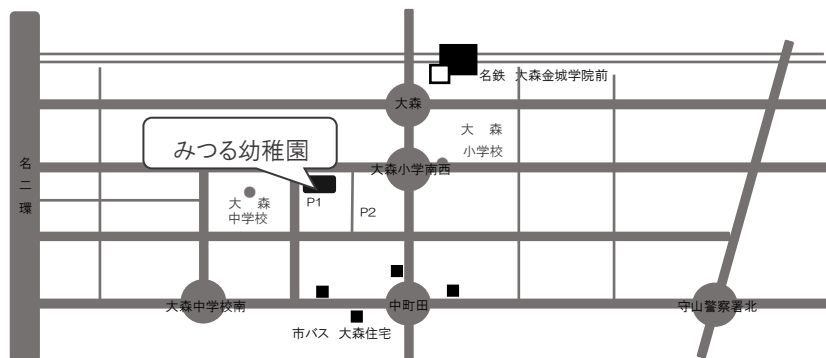 名鉄 大森金城学院前
大森
大 森
小学校
みつる幼稚園
大森小学南西
名二環
P1
大 森
中学校
P2
大森中学校南
中町田
守山警察署北
市バス 大森住宅